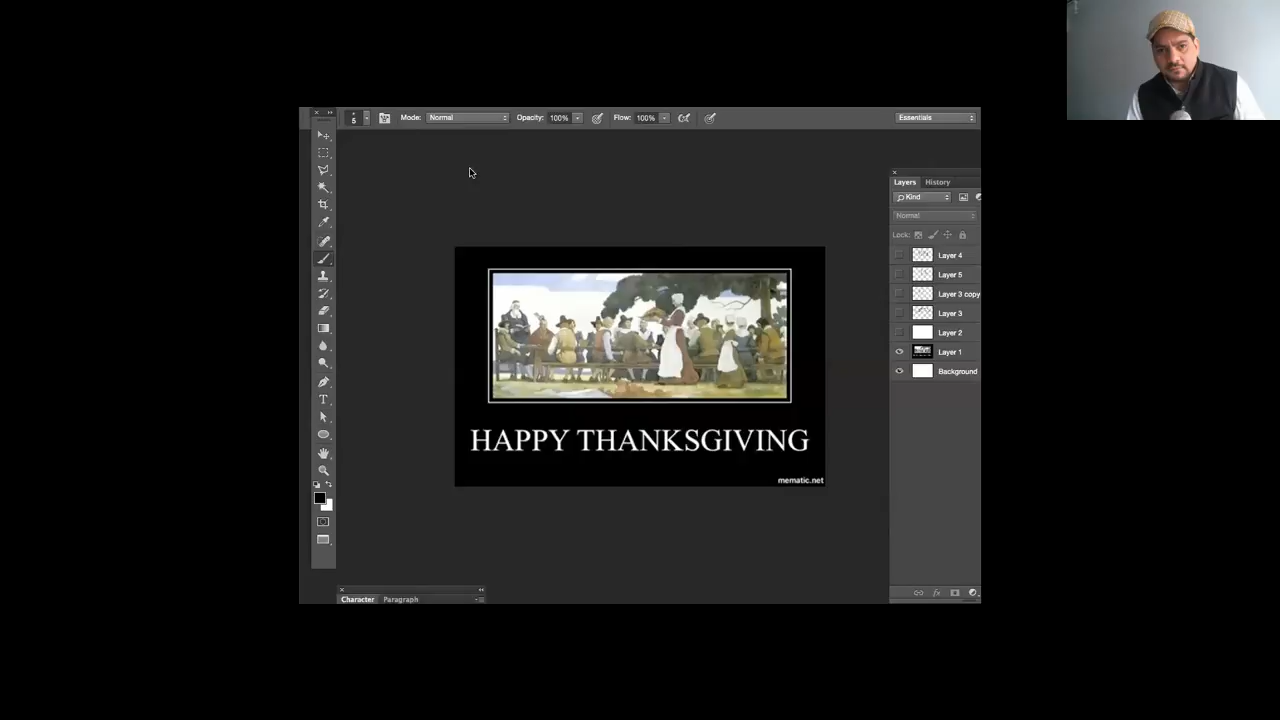 5
Mode: Normal Opacity: 100% Flow: 100% Essentials
Layers History
Kind
Normal
Lock:
Layer 4
Layer 5
Layer 3 copy
Layer 3
Layer 2
Layer 1
Background
HAPPY THANKSGIVING
mematic.net
Character Paragraph